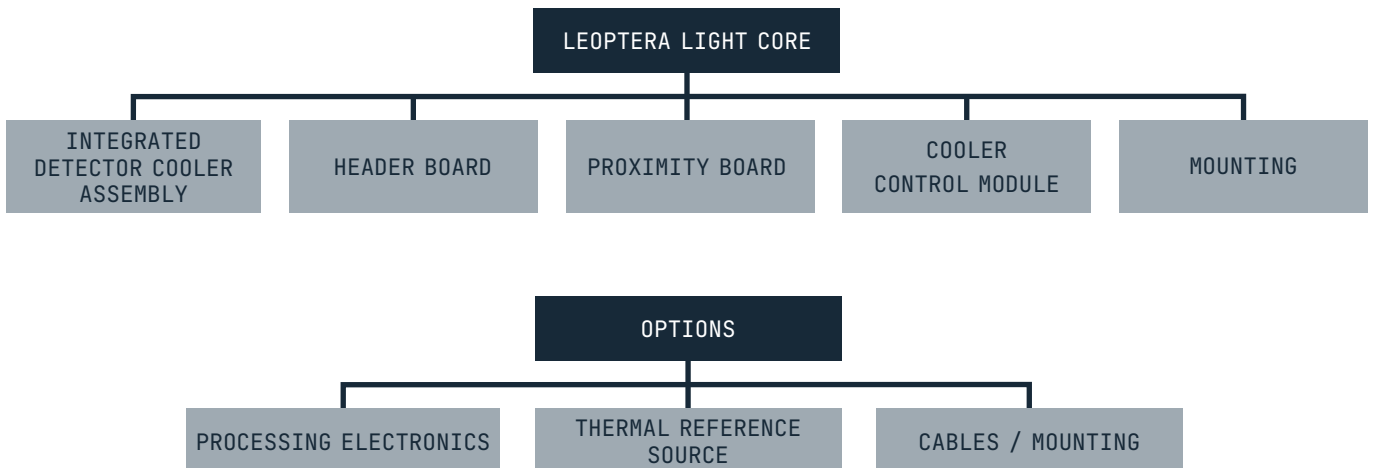 LEOPTERA LIGHT CORE
INTEGRATED
DETECTOR COOLER
ASSEMBLY
HEADER BOARD
PROXIMITY BOARD
COOLER
CONTROL MODULE
MOUNTING
OPTIONS
PROCESSING ELECTRONICS
THERMAL REFERENCE
SOURCE
CABLES / MOUNTING